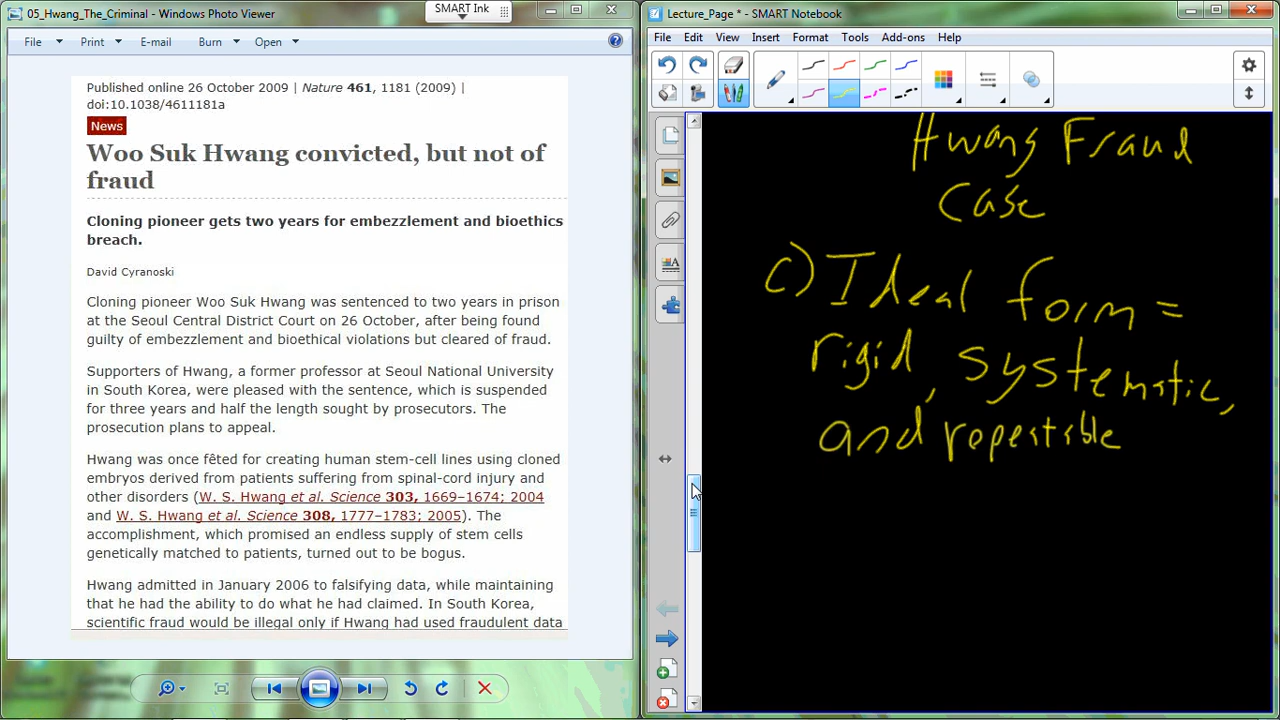 05_Hwang_The_Criminal - Windows Photo Viewer
SMART Ink
File Print E-mail Burn Open
Published online 26 October 2009 | Nature 461, 1181 (2009) |
doi:10.1038/4611181a
News
Woo Suk Hwang convicted, but not of
fraud
Cloning pioneer gets two years for embezzlement and bioethics
breach.
David Cyranoski
Cloning pioneer Woo Suk Hwang was sentenced to two years in prison
at the Seoul Central District Court on 26 October, after being found
guilty of embezzlement and bioethical violations but cleared of fraud.
Supporters of Hwang, a former professor at Seoul National University
in South Korea, were pleased with the sentence, which is suspended
for three years and half the length sought by prosecutors. The
prosecution plans to appeal.
Hwang was once fêted for creating human stem-cell lines using cloned
embryos derived from patients suffering from spinal-cord injury and
other disorders (W. S. Hwang et al. Science 303, 1669–1674; 2004
and W. S. Hwang et al. Science 308, 1777–1783; 2005). The
accomplishment, which promised an endless supply of stem cells
genetically matched to patients, turned out to be bogus.
Hwang admitted in January 2006 to falsifying data, while maintaining
that he had the ability to do what he had claimed. In South Korea,
scientific fraud would be illegal only if Hwang had used fraudulent data
Lecture_Page * - SMART Notebook
File Edit View Insert Format Tools Add-ons Help
Hwang Fraud
Case
c) Ideal form =
rigid, systematic,
and repeatable